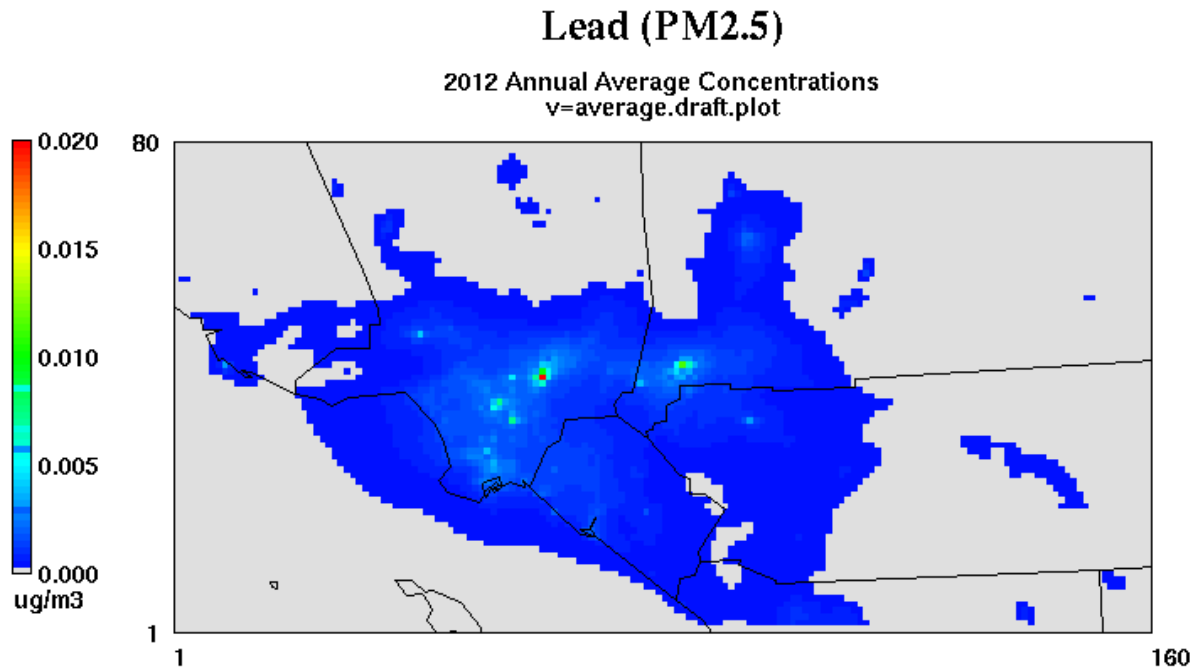 Lead (PM2.5)
2012 Annual Average Concentrations
v=average.draft.plot
0.020
0.015
0.010
0.005
0.000
ug/m3
80
1
1
160